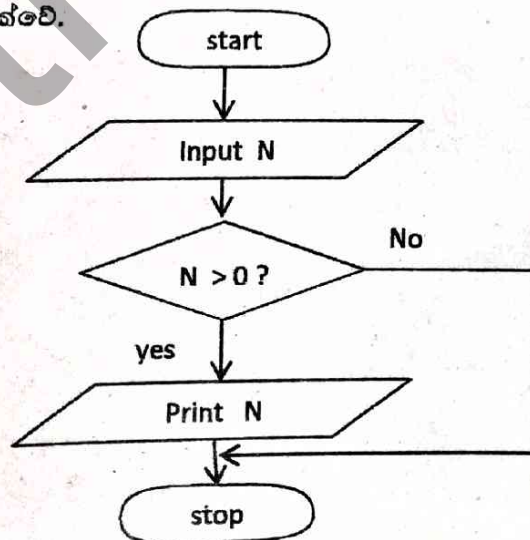 start
Input N
N > 0 ?
No
yes
Print N
stop